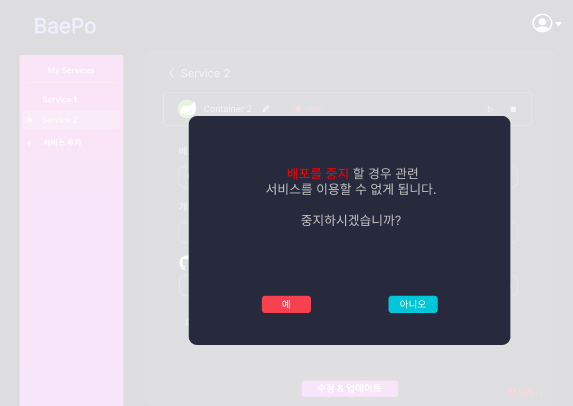 BaePo
My Services
Service 1
Service 2
서비스 추가
Service 2
Container 2
배포를 중지 할 경우 관련
서비스를 이용할 수 없게 됩니다.
중지하시겠습니까?
예
아니오
수정 & 업데이트